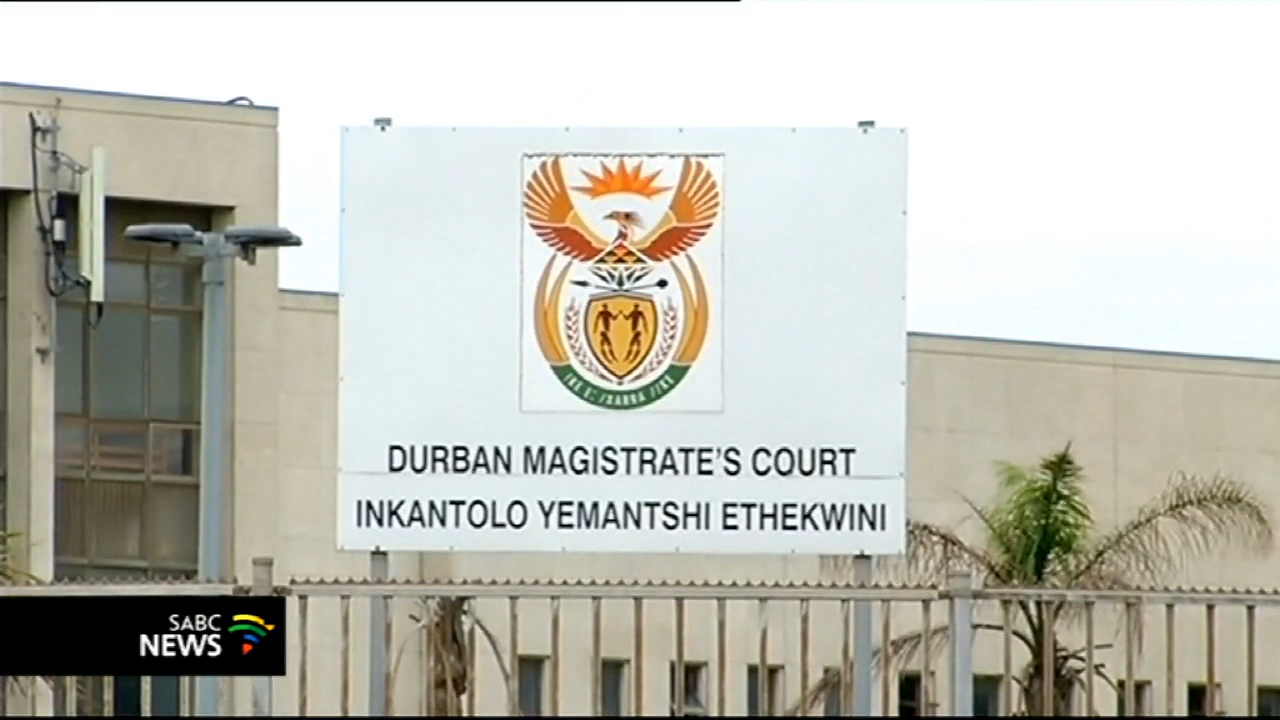 DURBAN MAGISTRATE'S COURT
INKANTOLO YEMANTSHI ETHEKWINI
SABC
NEWS